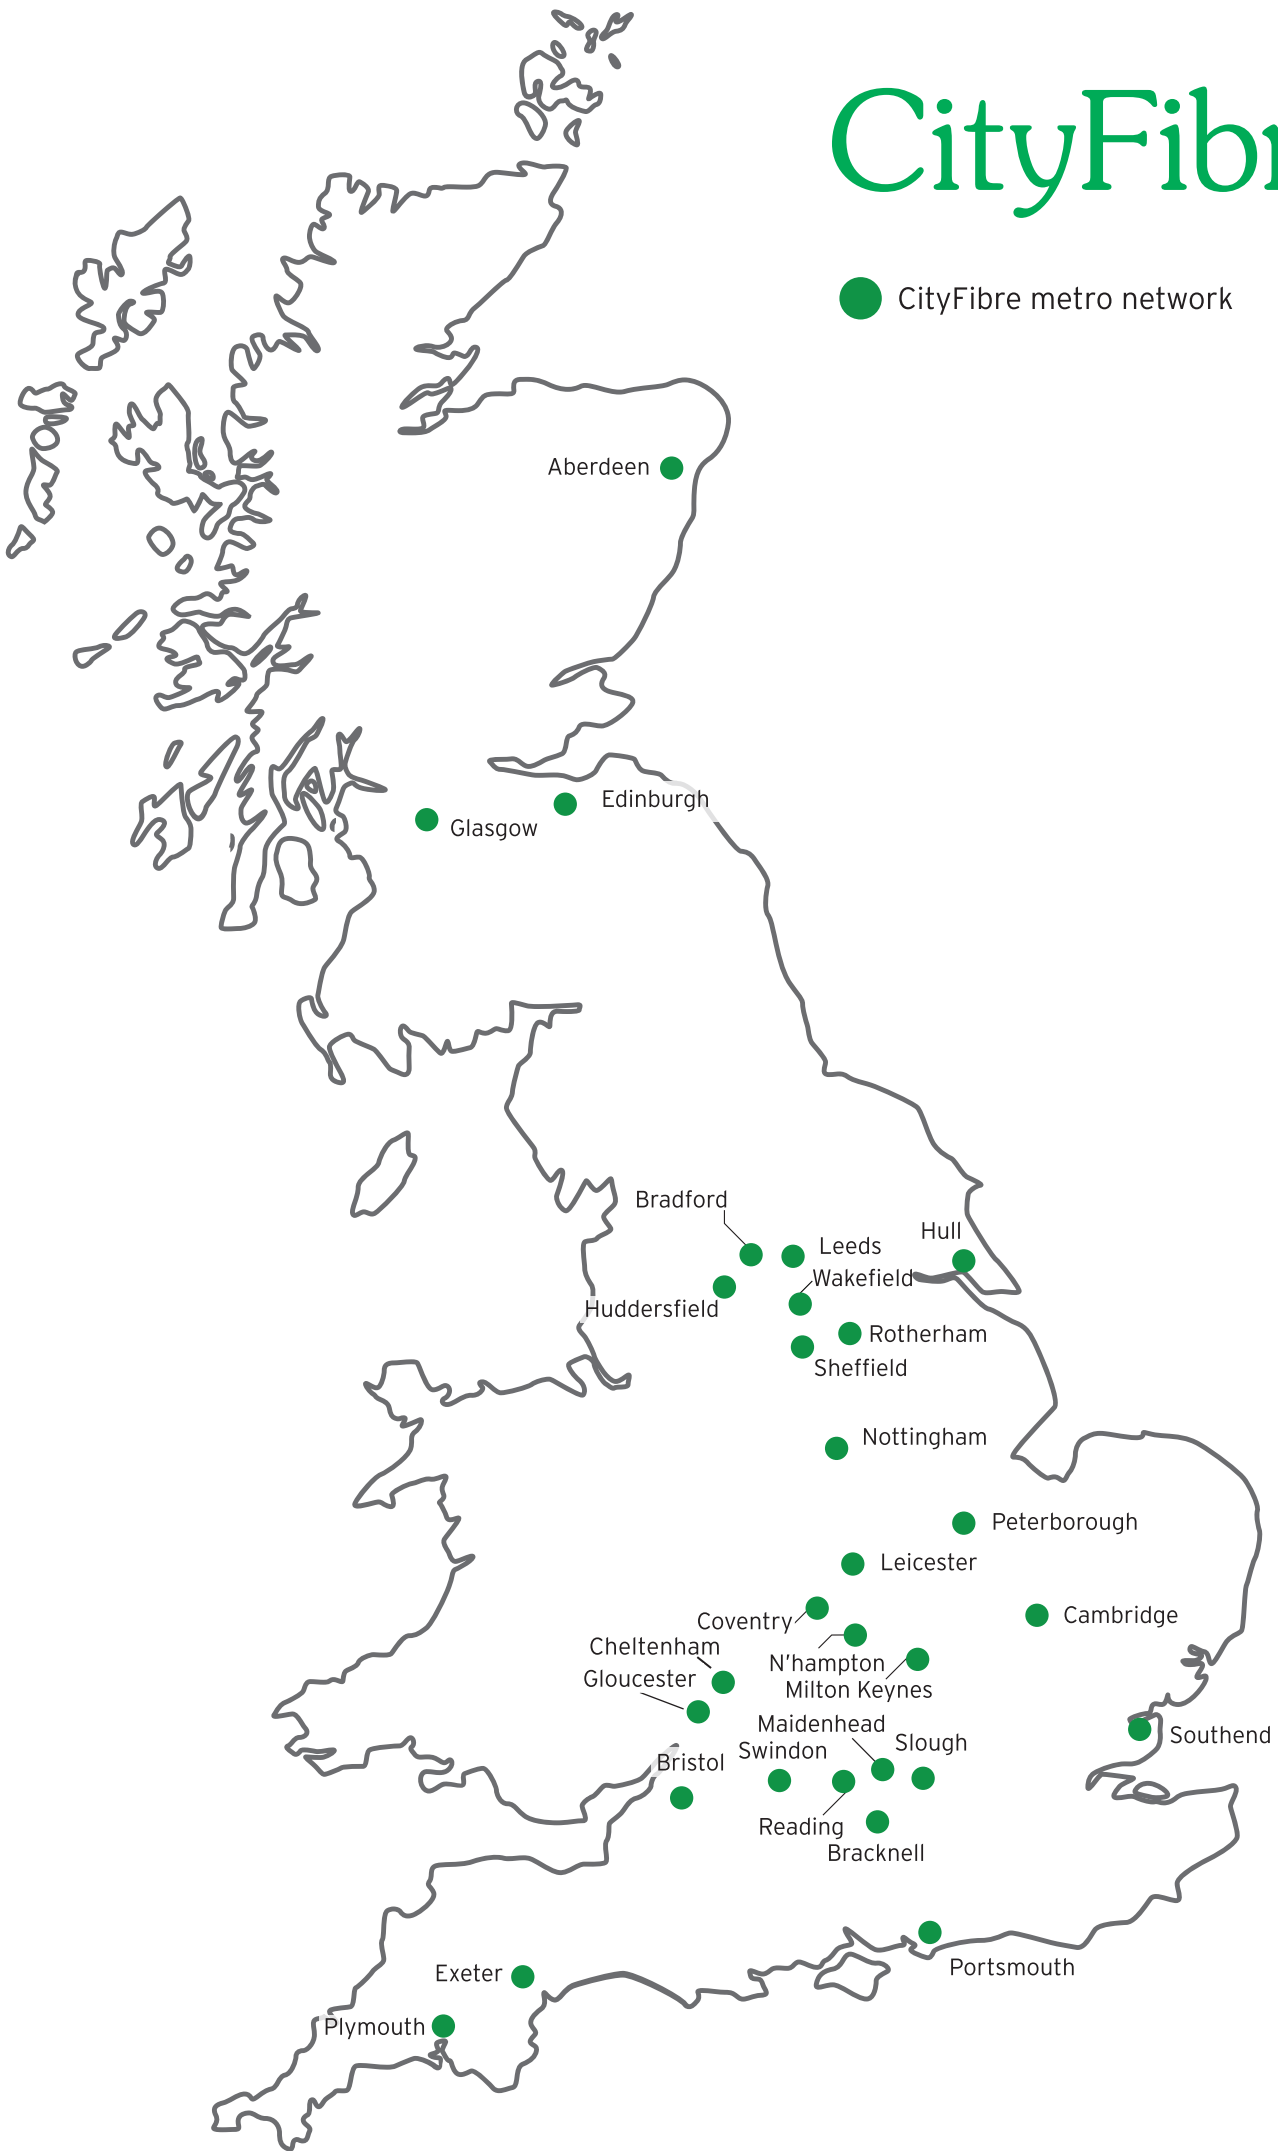 CityFibr
CityFibre metro network
Aberdeen
Edinburgh
Glasgow
Bradford
Hull
Leeds
Wakefield
Huddersfield
Rotherham
Sheffield
Nottingham
Peterborough
Leicester
Cambridge
Coventry
Cheltenham
N'hampton
Gloucester
Milton Keynes
Maidenhead
Southend
Slough
Swindon
Bristol
Reading
Bracknell
Portsmouth
Exeter
Plymouth